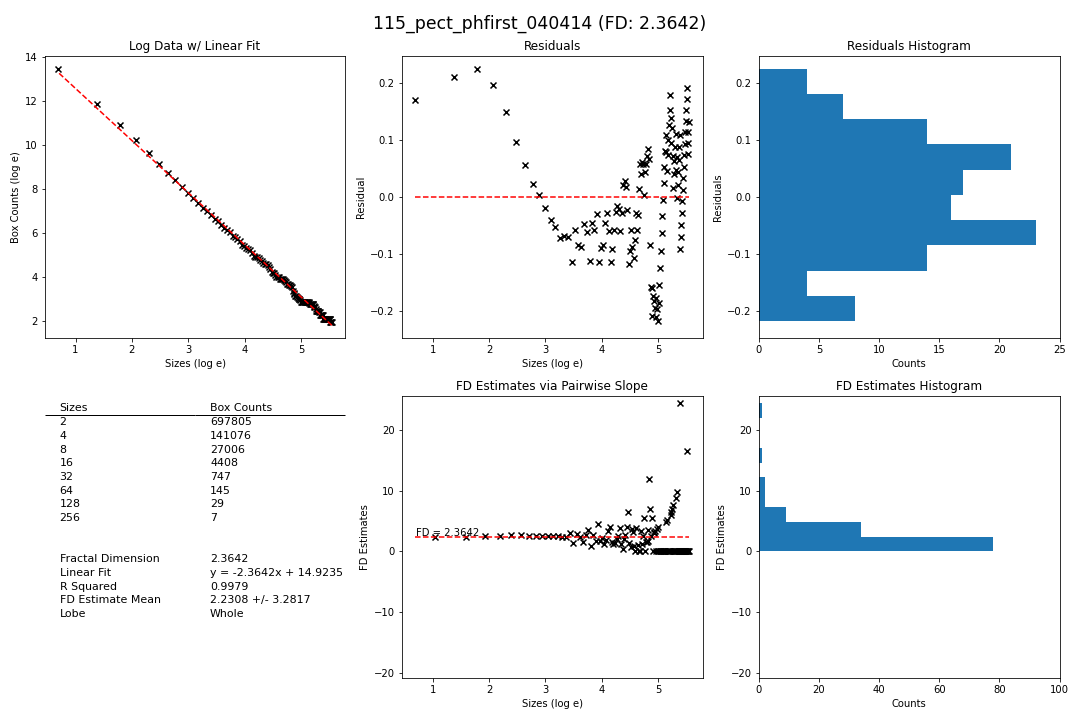 115_pect_phfirst_040414 (FD: 2.3642)
Log Data w/ Linear Fit
14
12
10
8
6
4
2
Box Counts (log e)
1 2 3 4 5
Sizes (log e)
Residuals
0.2
0.1
0.0
−0.1
−0.2
Residual
1 2 3 4 5
Sizes (log e)
Residuals Histogram
0.2
0.1
0.0
−0.1
−0.2
Residuals
0 5 10 15 20 25
Counts
Sizes Box Counts
2 697805
4 141076
8 27006
16 4408
32 747
64 145
128 29
256 7
Fractal Dimension 2.3642
Linear Fit y = -2.3642x + 14.9235
R Squared 0.9979
FD Estimate Mean 2.2308 +/- 3.2817
Lobe Whole
FD Estimates via Pairwise Slope
20
10
0
−10
−20
FD Estimates
FD = 2.3642
1 2 3 4 5
Sizes (log e)
FD Estimates Histogram
20
10
0
−10
−20
FD Estimates
0 20 40 60 80 100
Counts